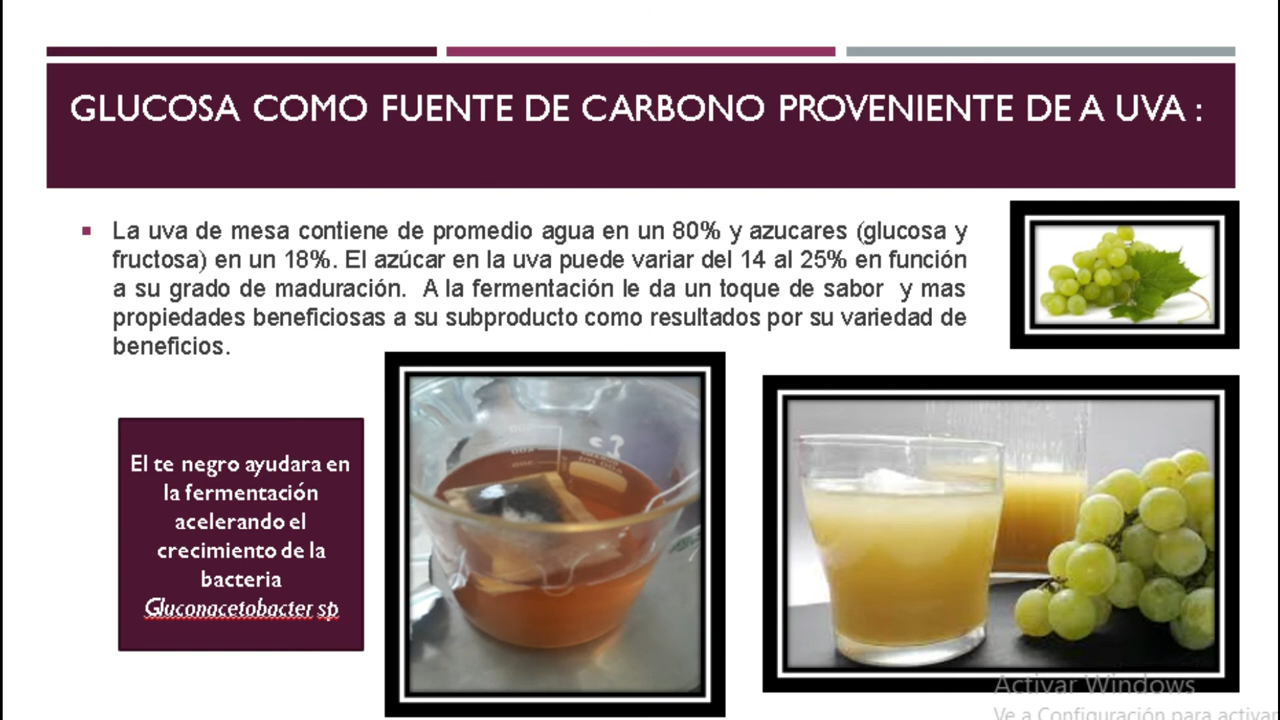 GLUCOSA COMO FUENTE DE CARBONO PROVENIENTE DE A UVA :
La uva de mesa contiene de promedio agua en un 80% y azucares (glucosa y
fructosa) en un 18%. El azúcar en la uva puede variar del 14 al 25% en función
a su grado de maduración. A la fermentación le da un toque de sabor y mas
propiedades beneficiosas a su subproducto como resultados por su variedad de
beneficios.
El te negro ayudara en
la fermentación
acelerando el
crecimiento de la
bacteria
Gluconacetobacter sp
Activar Windows
Ve a Configuración para activar